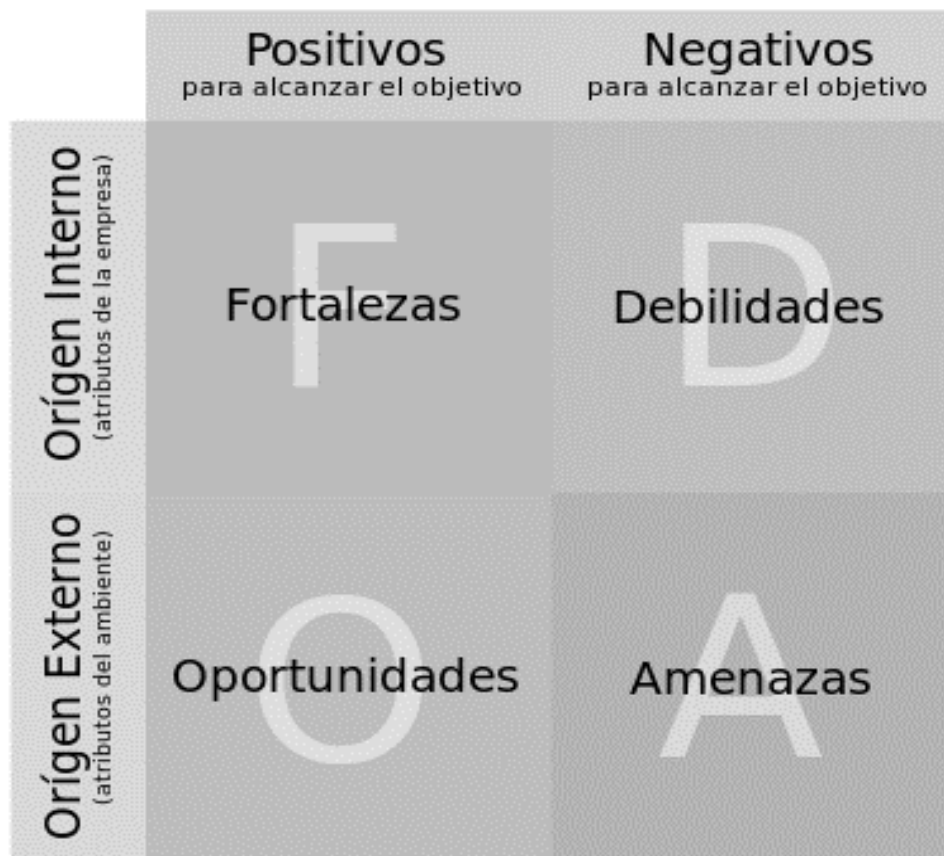 Positivos
para alcanzar el objetivo
Negativos
para alcanzar el objetivo
Orígen Interno
(atributos de la empresa)
F
Fortalezas
D
Debilidades
Orígen Externo
(atributos del ambiente)
O
Oportunidades
A
Amenazas